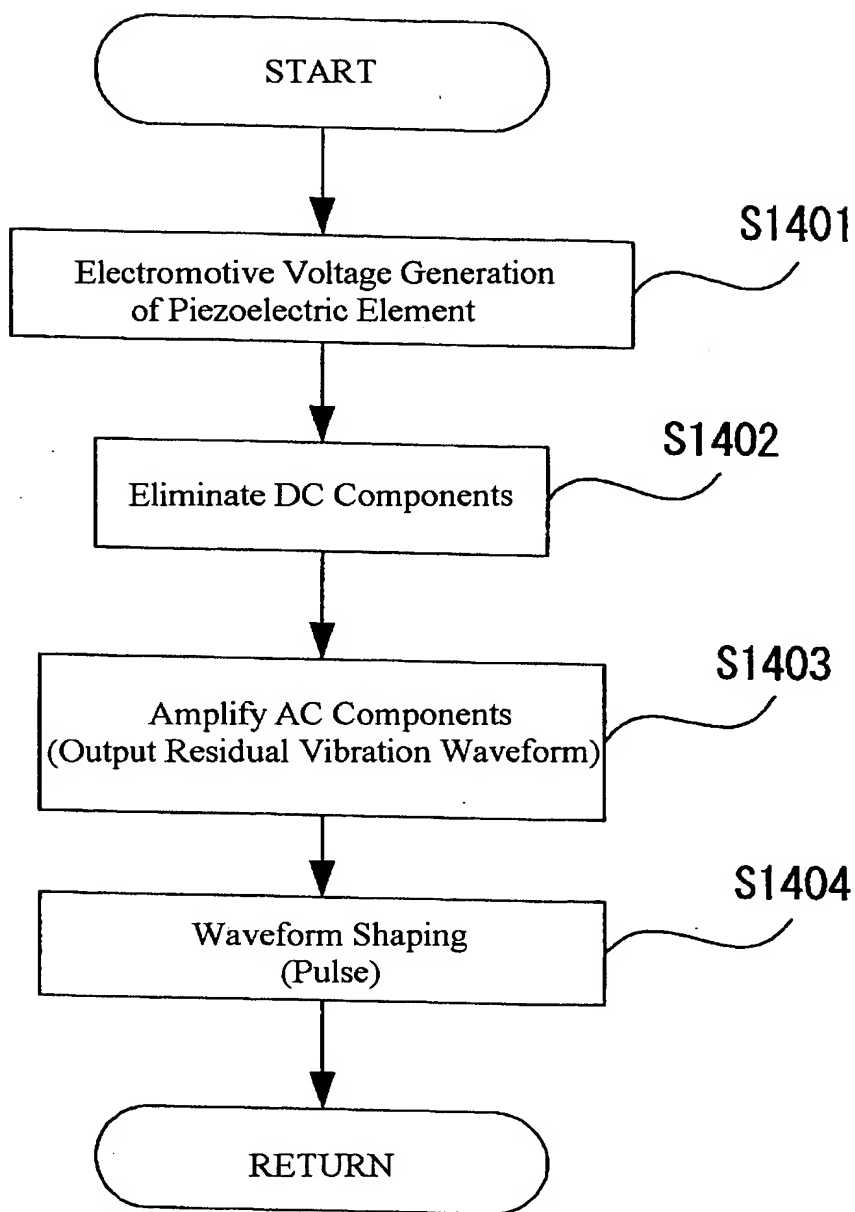 START
S1401
Electromotive Voltage Generation
of Piezoelectric Element
S1402
Eliminate DC Components
S1403
Amplify AC Components
(Output Residual Vibration Waveform)
S1404
Waveform Shaping
(Pulse)
RETURN